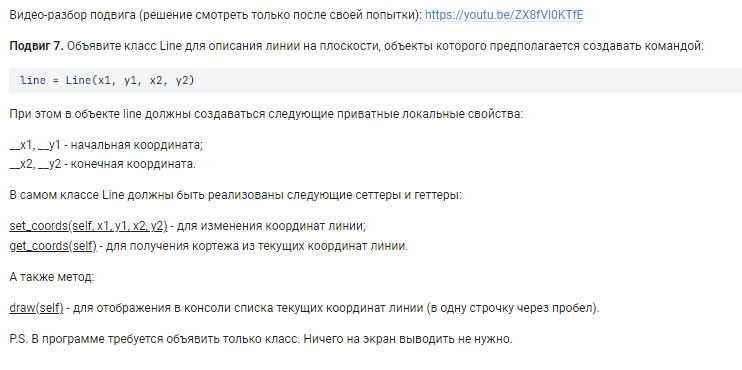 Видео-разбор подвига (решение смотреть только после своей попытки): https://youtu.be/ZX8fVI0KTfE
Подвиг 7. Объявите класс Line для описания линии на плоскости, объекты которого предполагается создавать командой:
line = Line(x1, y1, x2, y2)
При этом в объекте line должны создаваться следующие приватные локальные свойства:
__x1, __y1 - начальная координата;
__x2, __y2 - конечная координата.
В самом классе Line должны быть реализованы следующие сеттеры и геттеры:
set_coords(self, x1, y1, x2, y2) - для изменения координат линии;
get_coords(self) - для получения кортежа из текущих координат линии.
А также метод:
draw(self) - для отображения в консоли списка текущих координат линии (в одну строчку через пробел).
P.S. В программе требуется объявить только класс. Ничего на экран выводить не нужно.